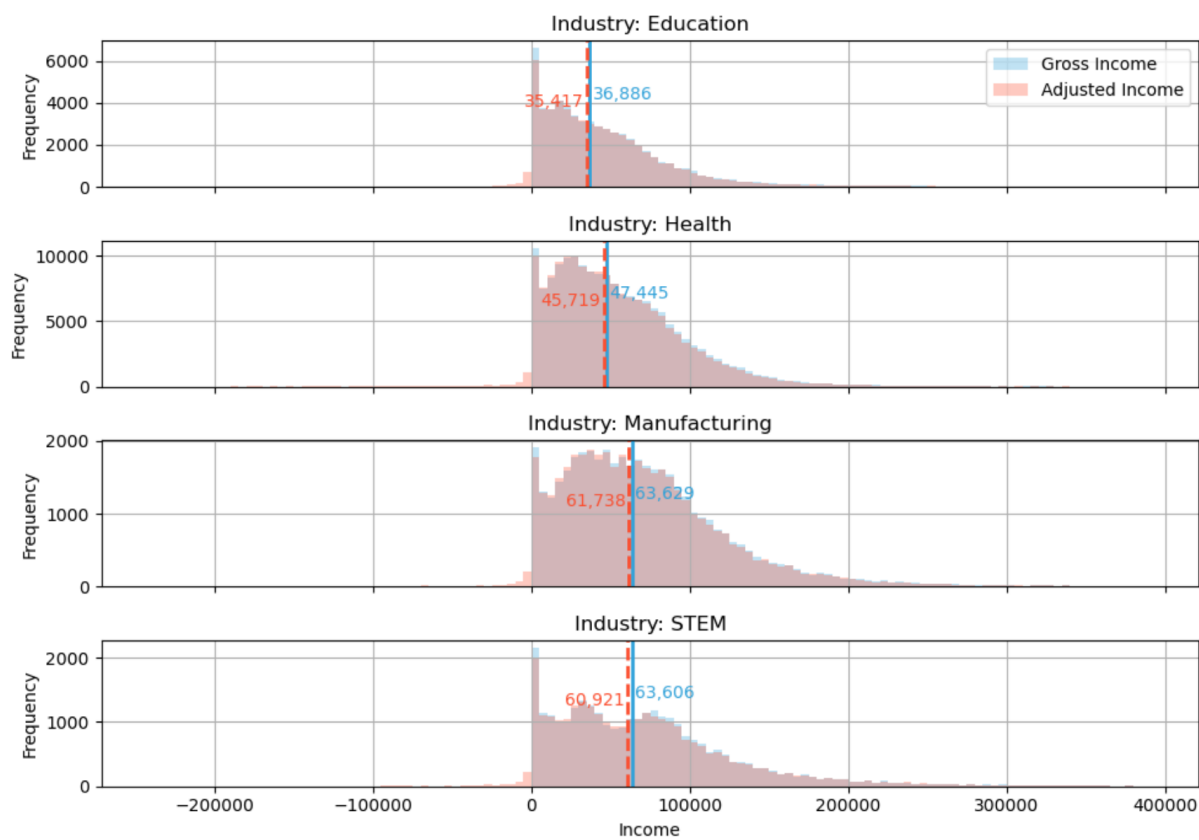 Industry: Education
Frequency
6000
4000
2000
0
35,417
36,886
Gross Income
Adjusted Income
Industry: Health
Frequency
10000
5000
0
45,719
47,445
Industry: Manufacturing
Frequency
2000
1000
0
61,738
63,629
Industry: STEM
Frequency
2000
1000
0
60,921
63,606
−200000 −100000 0 100000 200000 300000 400000
Income